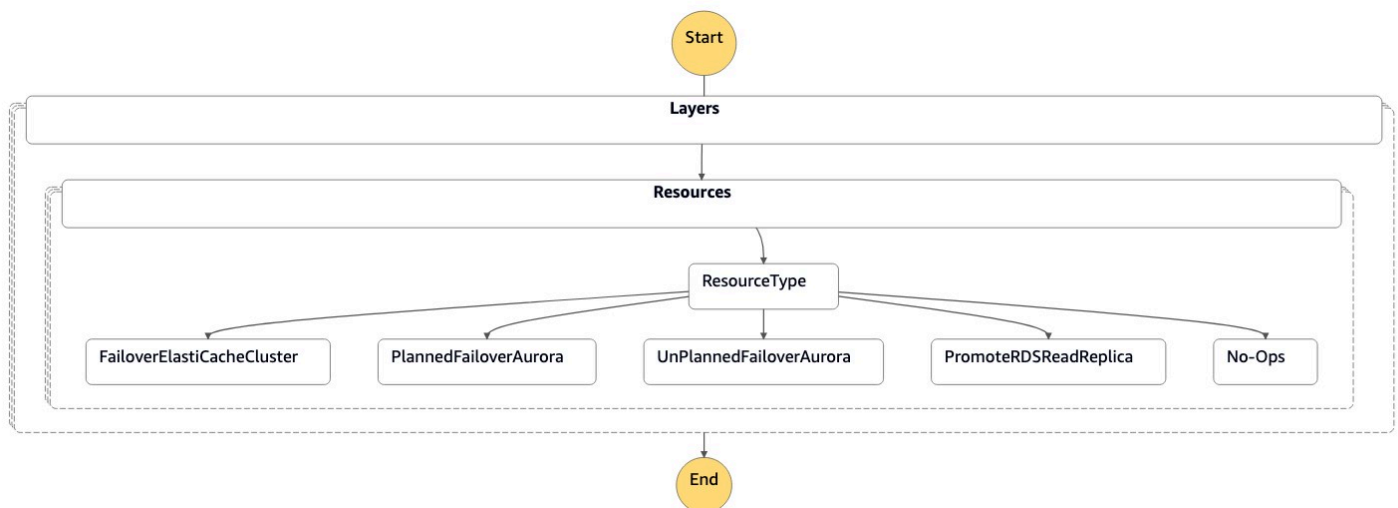 Start
Layers
Resources
ResourceType
FailoverElastiCacheCluster
PlannedFailoverAurora
UnPlannedFailoverAurora
PromoteRDSReadReplica
No-Ops
End